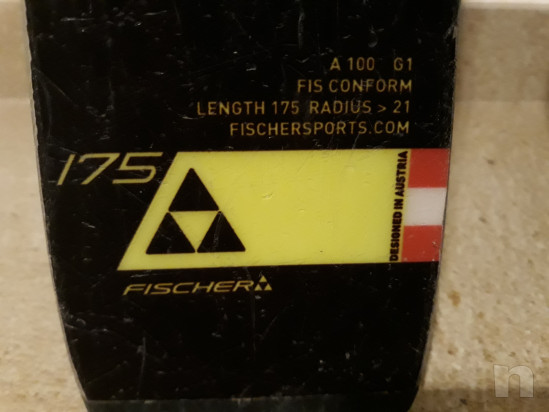 A 100 G1
FIS CONFORM
LENGTH 175 RADIUS > 21
FISCHERSPORTS.COM
175
DESIGNED IN AUSTRIA
FISCHER
n